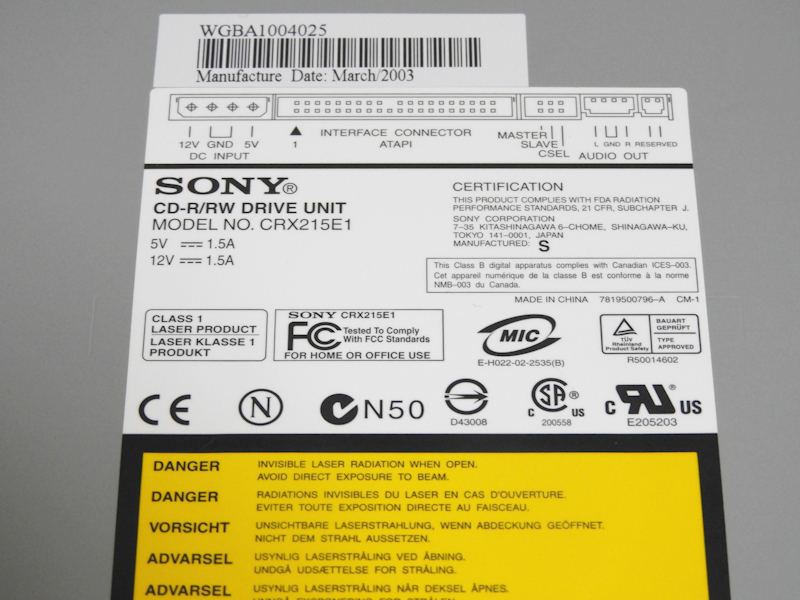 WGBA1004025
Manufacture Date: March/2003
12V GND 5V
DC INPUT
1
INTERFACE CONNECTOR
ATAPI
MASTER
SLAVE
CSEL
L GND R RESERVED
AUDIO OUT
SONY®
CD-R/RW DRIVE UNIT
MODEL NO. CRX215E1
5V 1.5A
12V 1.5A
CERTIFICATION
THIS PRODUCT COMPLIES WITH FDA RADIATION
PERFORMANCE STANDARDS, 21 CFR, SUBCHAPTER J.
SONY CORPORATION
7-35 KITASHINAGAWA 6-CHOME, SHINAGAWA-KU,
TOKYO 141-0001, JAPAN
MANUFACTURED: S
This Class B digital apparatus complies with Canadian ICES-003.
Cet appareil numérique de la classe B est conforme à la norme
NMB-003 du Canada.
MADE IN CHINA 7819500796-A CM-1
CLASS 1
LASER PRODUCT
LASER KLASSE 1
PRODUKT
SONY CRX215E1
FC Tested To Comply
With FCC Standards
FOR HOME OR OFFICE USE
MIC
E-H022-02-2535(B)
TÜV
Rheinland
Product Safety
BAUART
GEPRÜFT
TYPE
APPROVED
R50014602
CE
N
N50
D43008
C SA® US
200558
C UR® US
E205203
DANGER INVISIBLE LASER RADIATION WHEN OPEN.
AVOID DIRECT EXPOSURE TO BEAM.
DANGER RADIATIONS INVISIBLES DU LASER EN CAS D'OUVERTURE.
EVITER TOUTE EXPOSITION DIRECTE AU FAISCEAU.
VORSICHT UNSICHTBARE LASERSTRAHLUNG, WENN ABDECKUNG GEÖFFNET.
NICHT DEM STRAHL AUSSETZEN.
ADVARSEL USYNLIG LASERSTRÅLING VED ÅBNING.
UNDGÅ UDSÆTTELSE FOR STRÅLING.
ADVARSEL USYNLIG LASERSTRÅLING NÅR DEKSEL ÅPNES.